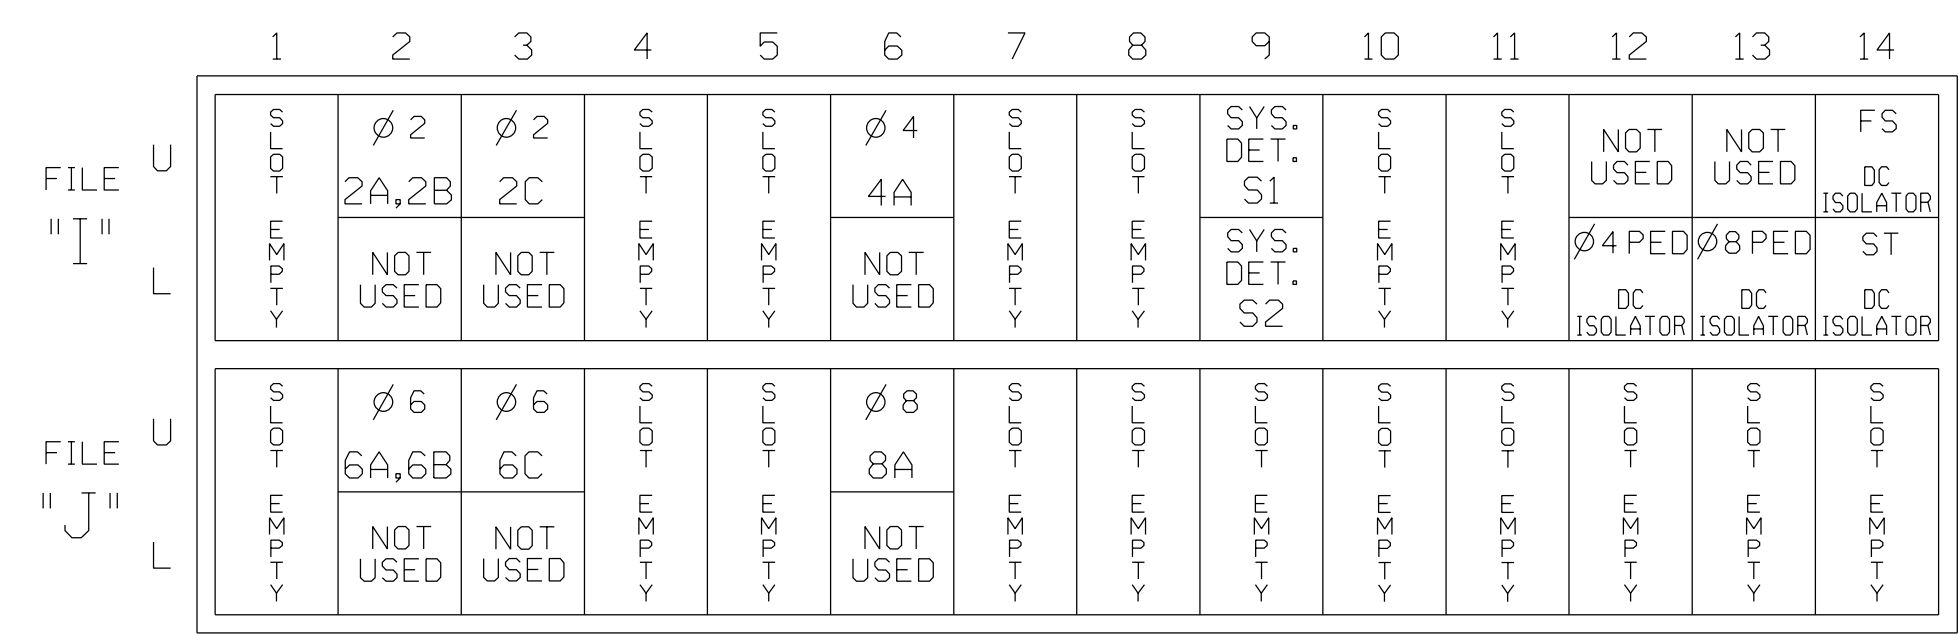 1 2 3 4 5 6 7 8 9 10 11 12 13 14
FILE
"I"
U
L
SLOT EMPTY
Ø 2
2A,2B
NOT
USED
Ø 2
2C
NOT
USED
SLOT EMPTY
SLOT EMPTY
Ø 4
4A
NOT
USED
SLOT EMPTY
SLOT EMPTY
SYS.
DET.
S1
SYS.
DET.
S2
SLOT EMPTY
SLOT EMPTY
NOT
USED
Ø4 PED
DC
ISOLATOR
NOT
USED
Ø8 PED
DC
ISOLATOR
FS
DC
ISOLATOR
ST
DC
ISOLATOR
FILE
"J"
U
L
SLOT EMPTY
Ø 6
6A,6B
NOT
USED
Ø 6
6C
NOT
USED
SLOT EMPTY
SLOT EMPTY
Ø 8
8A
NOT
USED
SLOT EMPTY
SLOT EMPTY
SLOT EMPTY
SLOT EMPTY
SLOT EMPTY
SLOT EMPTY
SLOT EMPTY
SLOT EMPTY